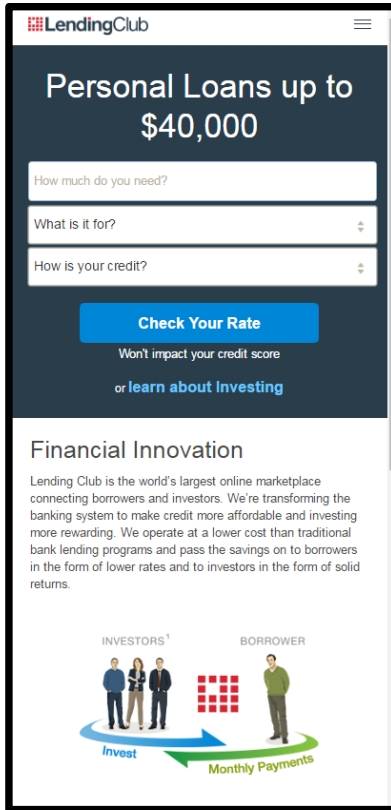 LendingClub
Personal Loans up to
$40,000
How much do you need?
What is it for?
How is your credit?
Check Your Rate
Won't impact your credit score
or learn about Investing
Financial Innovation
Lending Club is the world's largest online marketplace
connecting borrowers and investors. We're transforming the
banking system to make credit more affordable and investing
more rewarding. We operate at a lower cost than traditional
bank lending programs and pass the savings on to borrowers
in the form of lower rates and to investors in the form of solid
returns.
INVESTORS¹ BORROWER
Invest
Monthly Payments